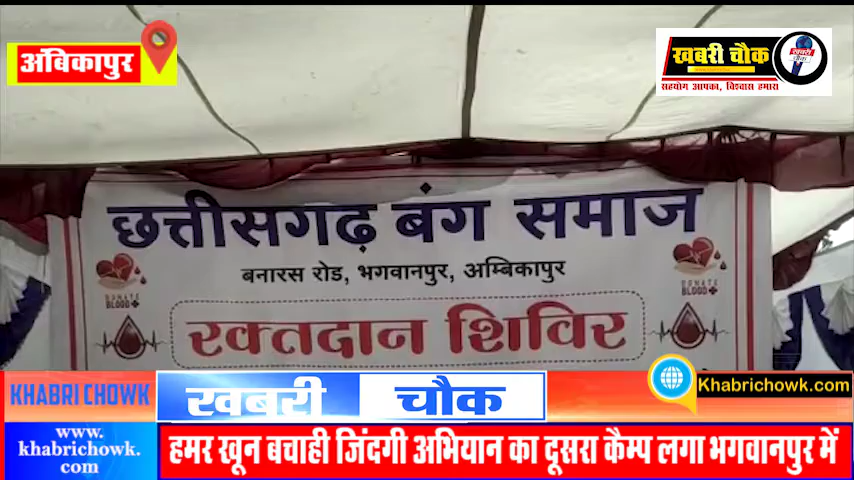 अंबिकापुर
खबरी चौक
खबरी
चौक
सहयोग आपका, विश्वास हमारा
छत्तीसगढ़ बंग समाज
बनारस रोड, भगवानपुर, अम्बिकापुर
DONATE
BLOOD
DONATE
BLOOD
रक्तदान शिविर
KHABRI CHOWK
खबरी चौक
Khabrichowk.com
www.
khabrichowk.
com
हमर खून बचाही जिंदगी अभियान का दूसरा कैम्प लगा भगवानपुर में